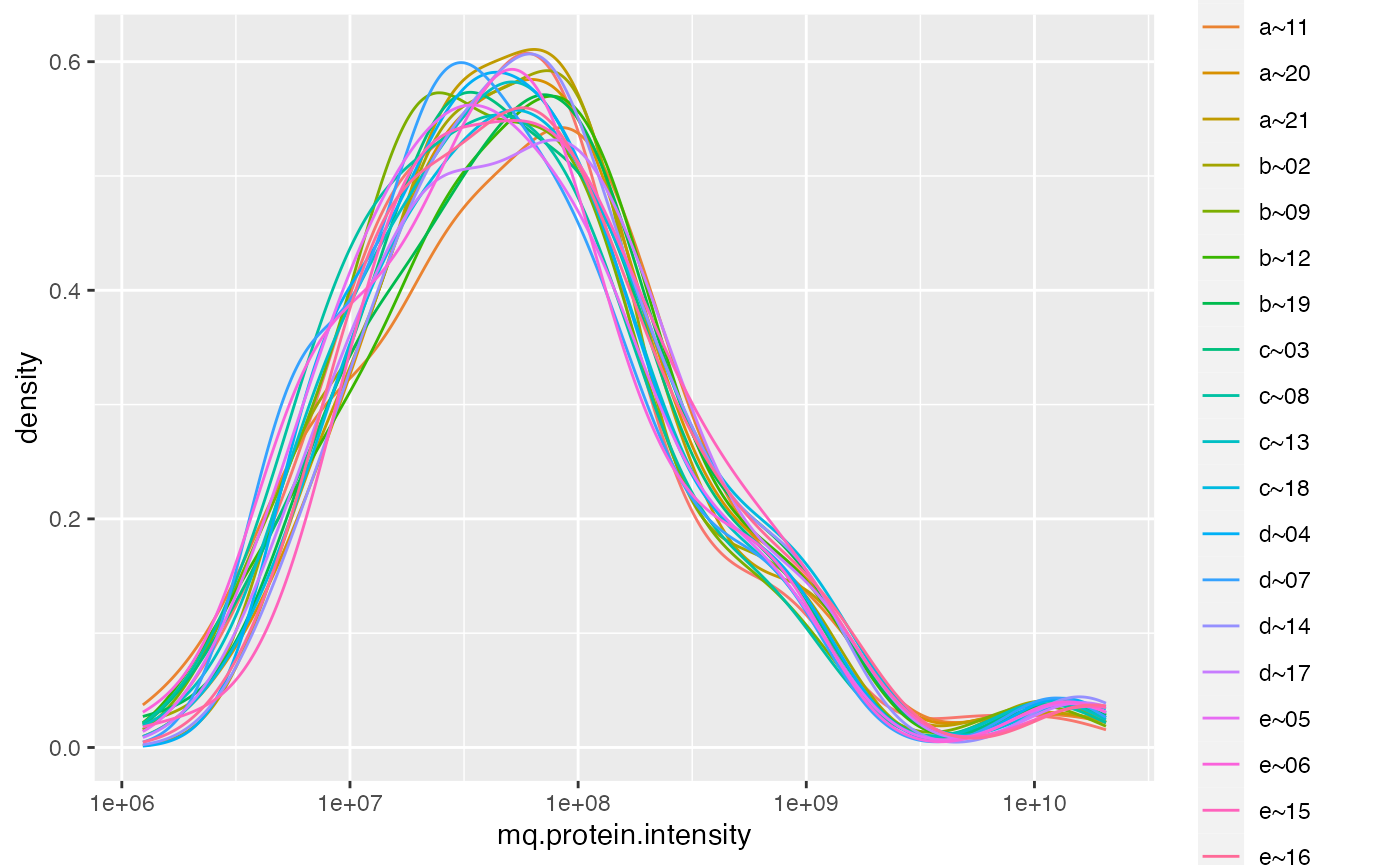 density
0.6
0.4
0.2
0.0
1e+06 1e+07 1e+08 1e+09 1e+10
mq.protein.intensity
a~11
a~20
a~21
b~02
b~09
b~12
b~19
c~03
c~08
c~13
c~18
d~04
d~07
d~14
d~17
e~05
e~06
e~15
e~16